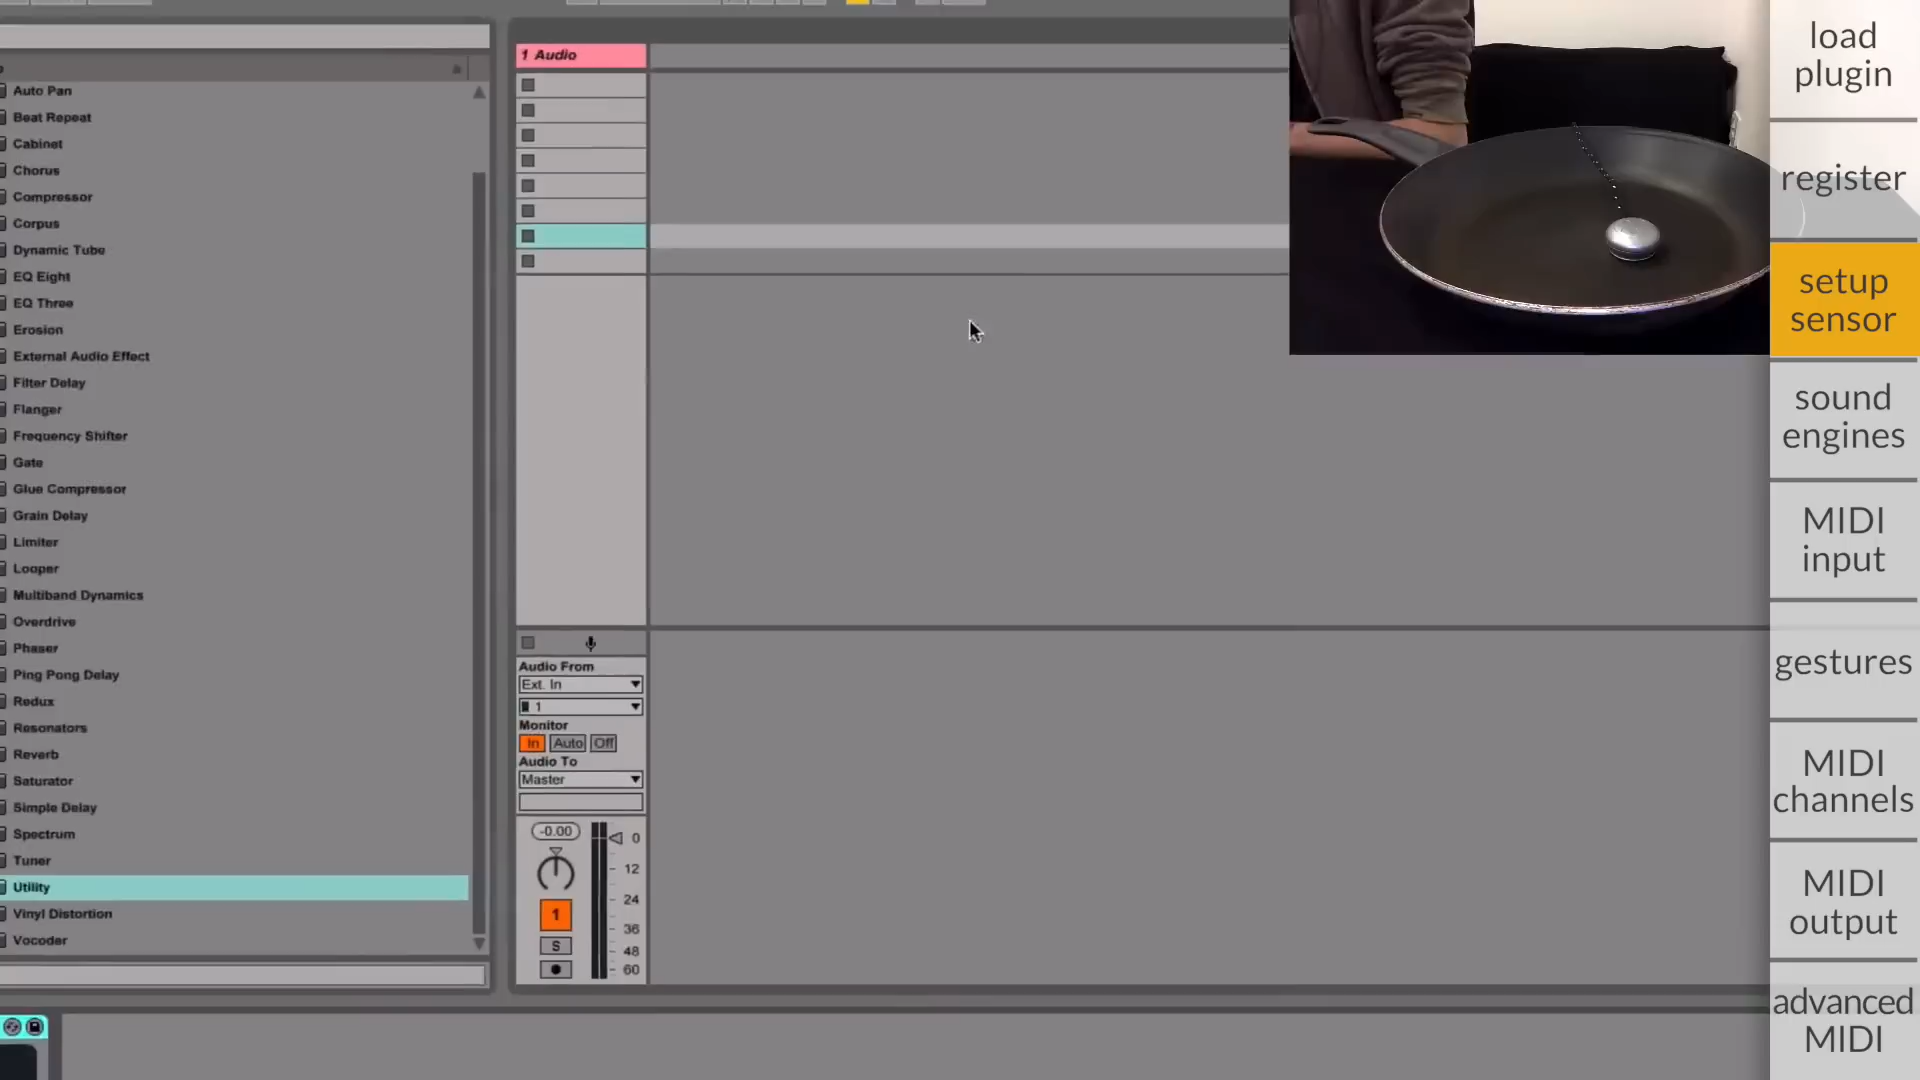 Auto Pan
Beat Repeat
Cabinet
Chorus
Compressor
Corpus
Dynamic Tube
EQ Eight
EQ Three
Erosion
External Audio Effect
Filter Delay
Flanger
Frequency Shifter
Gate
Glue Compressor
Grain Delay
Limiter
Looper
Multiband Dynamics
Overdrive
Phaser
Ping Pong Delay
Redux
Resonators
Reverb
Saturator
Simple Delay
Spectrum
Tuner
Utility
Vinyl Distortion
Vocoder
1 Audio
Audio From
Ext. In
1
Monitor
In Auto Off
Audio To
Master
-0.00
0
12
24
1
36
S
48
60
load
plugin
register
setup
sensor
sound
engines
MIDI
input
gestures
MIDI
channels
MIDI
output
advanced
MIDI